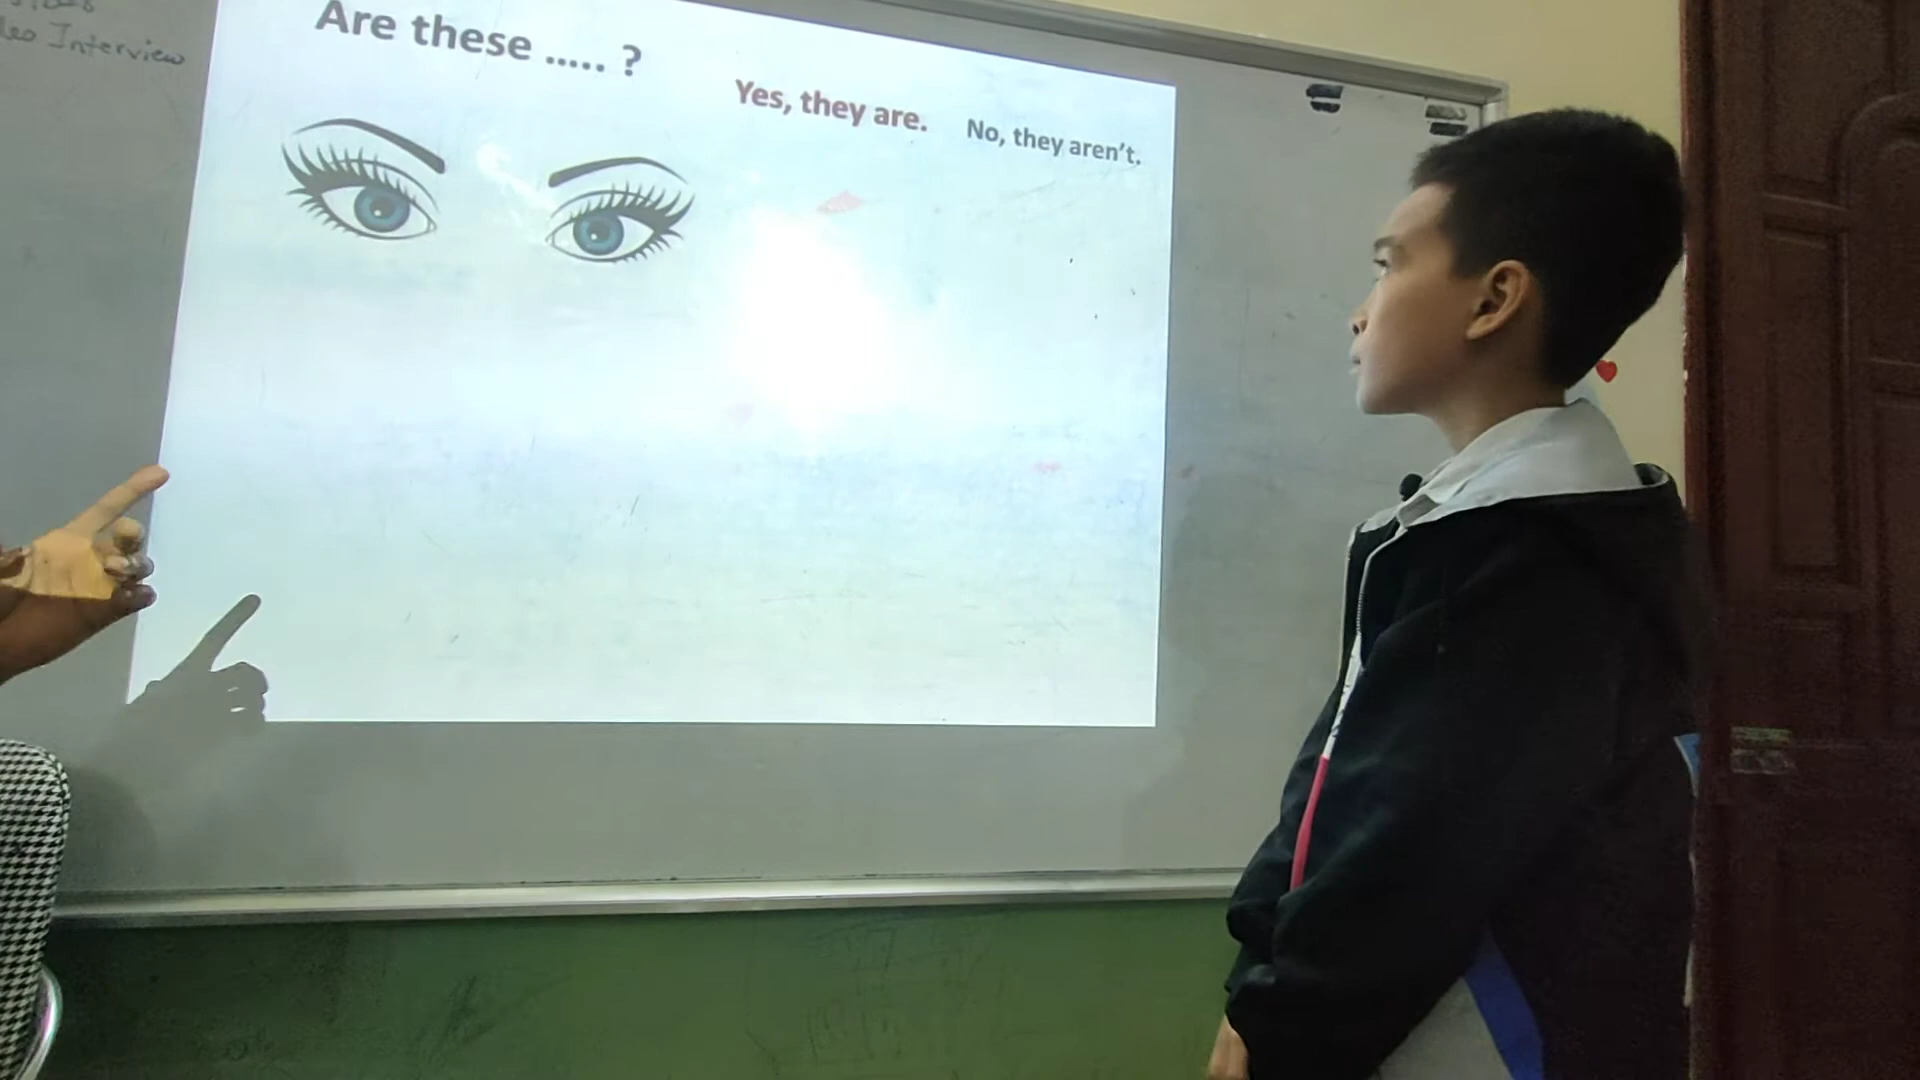 Interview
Are these ..... ?
Yes, they are.
No, they aren't.